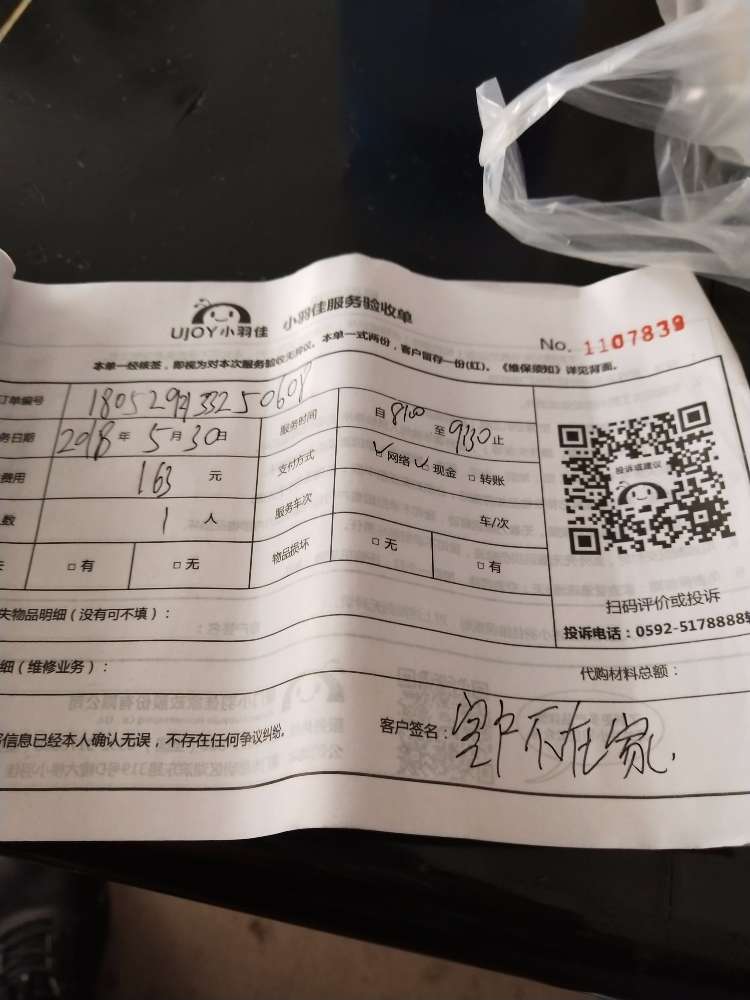 UJOY小羽佳 小羽佳服务验收单
No. 1107839
本单一经核签，即视为对本次服务验收无异议。本单一式两份，客户留存一份(红)。《维保须知》详见背面。
订单编号
务日期 2018 年 5 月 30 日 服务时间 自 8:00 至 9:30 止
费用 163 元 支付方式 ☑ 网络 ☑ 现金 □ 转账
数 1 人 服务车次 车/次
□ 有 □ 无 物品损坏 □ 无 □ 有
投诉或建议
扫码评价或投诉
投诉电话：0592-5178888
失物品明细（没有可不填）：
细（维修业务）： 代购材料总额：
信息已经本人确认无误，不存在任何争议纠纷。 客户签名：客户不在家.